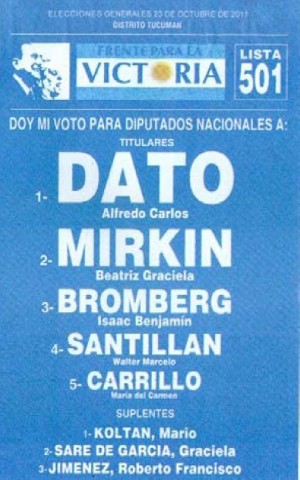 ELECCIONES GENERALES 23 DE OCTUBRE DE 2011
DISTRITO TUCUMAN
FRENTE PARA LA
VICTORIA
LISTA
501
DOY MI VOTO PARA DIPUTADOS NACIONALES A:
TITULARES
1- DATO
Alfredo Carlos
2- MIRKIN
Beatriz Graciela
3- BROMBERG
Isaac Benjamín
4- SANTILLAN
Walter Marcelo
5- CARRILLO
María del Carmen
SUPLENTES
1- KOLTAN, Mario
2- SARE DE GARCIA, Graciela
3- JIMENEZ, Roberto Francisco